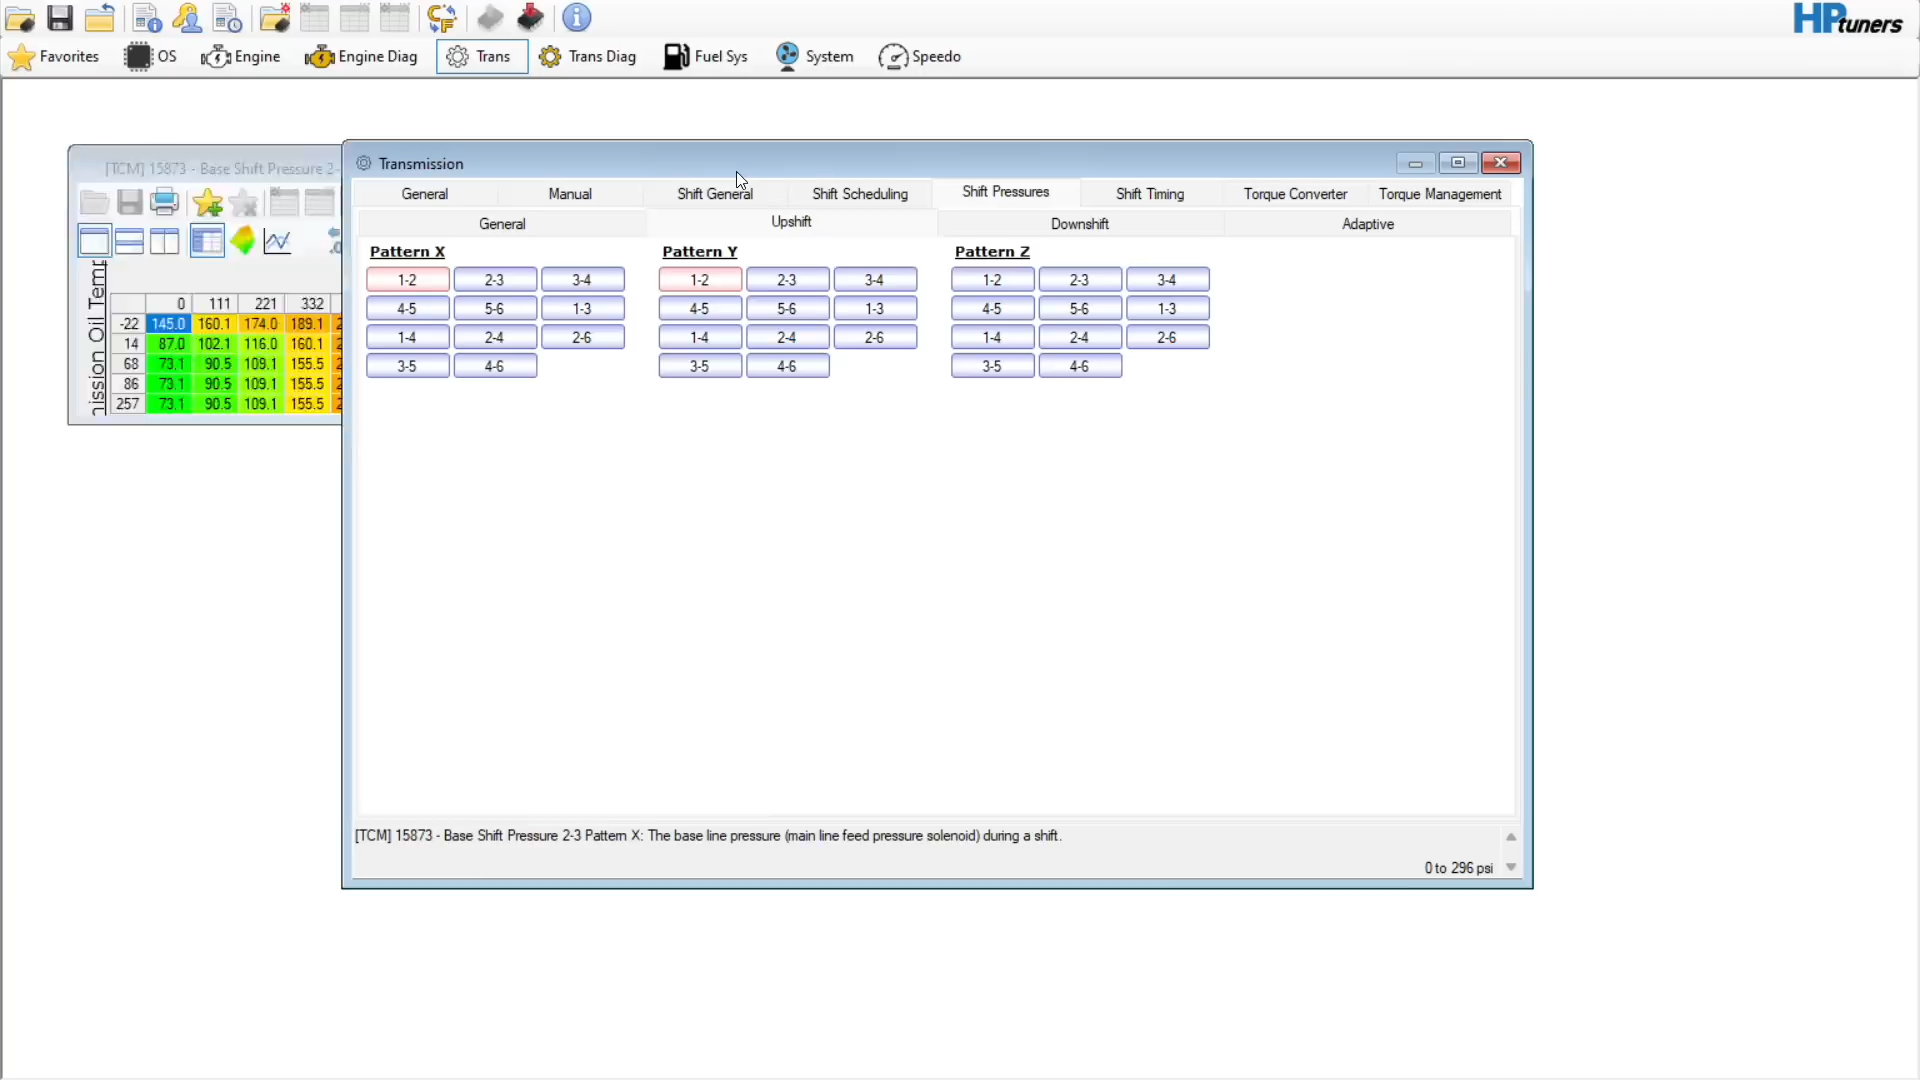 HPtuners
Favorites OS Engine Engine Diag Trans Trans Diag Fuel Sys System Speedo
[TCM] 15873 - Base Shift Pressure 2-
0 111 221 332
-22 145.0 160.1 174.0 189.1 2
14 87.0 102.1 116.0 160.1 2
68 73.1 90.5 109.1 155.5 2
86 73.1 90.5 109.1 155.5 2
257 73.1 90.5 109.1 155.5 2
nission Oil Temp
Transmission
General Manual Shift General Shift Scheduling Shift Pressures Shift Timing Torque Converter Torque Management
General Upshift Downshift Adaptive
Pattern X Pattern Y Pattern Z
1-2 2-3 3-4 1-2 2-3 3-4 1-2 2-3 3-4
4-5 5-6 1-3 4-5 5-6 1-3 4-5 5-6 1-3
1-4 2-4 2-6 1-4 2-4 2-6 1-4 2-4 2-6
3-5 4-6 3-5 4-6 3-5 4-6
[TCM] 15873 - Base Shift Pressure 2-3 Pattern X: The base line pressure (main line feed pressure solenoid) during a shift.
0 to 296 psi